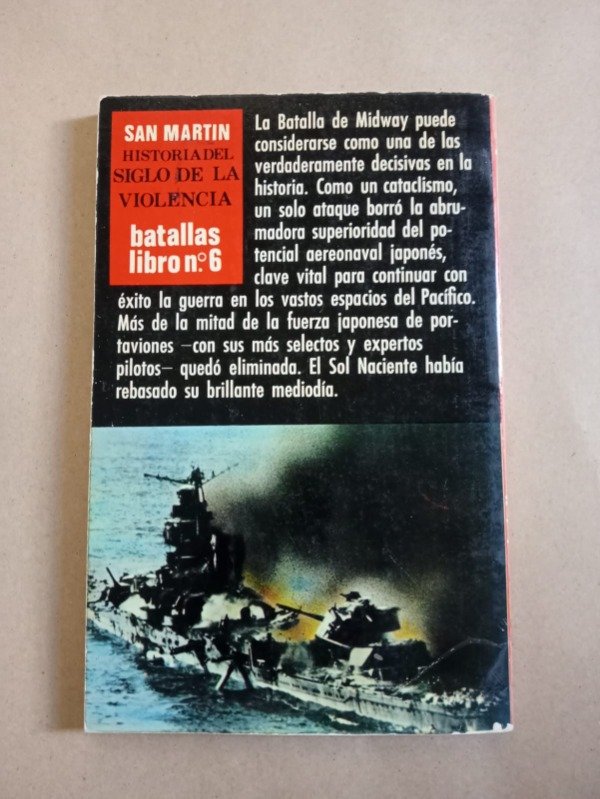 SAN MARTIN
HISTORIA DEL
SIGLO DE LA
VIOLENCIA
batallas
libro n.º 6
La Batalla de Midway puede
considerarse como una de las
verdaderamente decisivas en la
historia. Como un cataclismo,
un solo ataque borró la abru-
madora superioridad del po-
tencial aereonaval japonés,
clave vital para continuar con
éxito la guerra en los vastos espacios del Pacífico.
Más de la mitad de la fuerza japonesa de por-
taviones —con sus más selectos y expertos
pilotos— quedó eliminada. El Sol Naciente había
rebasado su brillante mediodía.